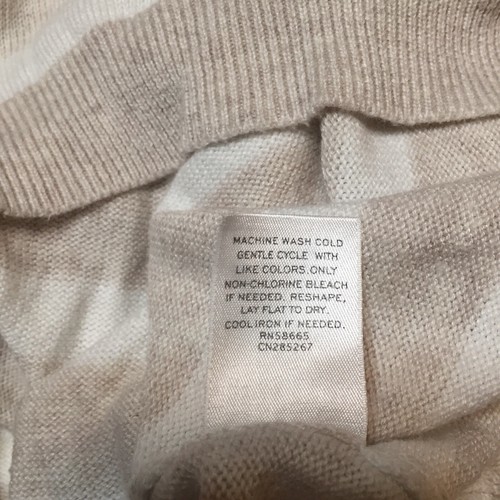 MACHINE WASH COLD
GENTLE CYCLE WITH
LIKE COLORS. ONLY
NON-CHLORINE BLEACH
IF NEEDED. RESHAPE,
LAY FLAT TO DRY.
COOL IRON IF NEEDED.
RN58665
CN285267